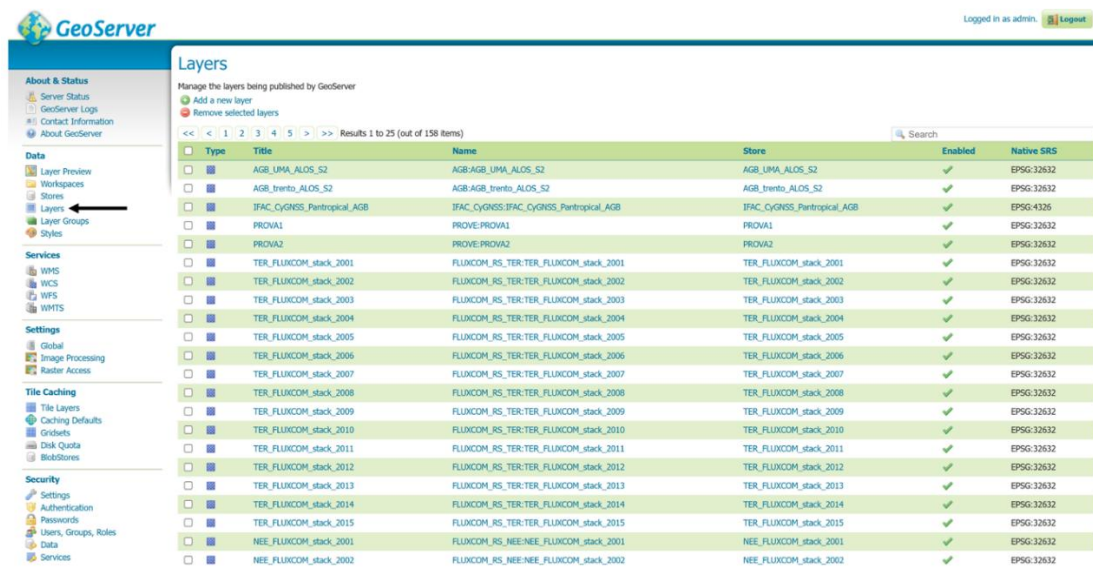 GeoServer
Logged in as admin. Logout
About & Status
Server Status
GeoServer Logs
Contact Information
About GeoServer
Data
Layer Preview
Workspaces
Stores
Layers
Layer Groups
Styles
Services
WMS
WCS
WFS
WMTS
Settings
Global
Image Processing
Raster Access
Tile Caching
Tile Layers
Caching Defaults
Gridsets
Disk Quota
BlobStores
Security
Settings
Authentication
Passwords
Users, Groups, Roles
Data
Services
Layers
Manage the layers being published by GeoServer
Add a new layer
Remove selected layers
<< < 1 2 3 4 5 > >> Results 1 to 25 (out of 158 items) Search
Type Title Name Store Enabled Native SRS
AGB_UMA_ALOS_S2 AGB:AGB_UMA_ALOS_S2 AGB_UMA_ALOS_S2 EPSG:32632
AGB_trento_ALOS_S2 AGB:AGB_trento_ALOS_S2 AGB_trento_ALOS_S2 EPSG:32632
IFAC_CyGNSS_Pantropical_AGB IFAC_CyGNSS:IFAC_CyGNSS_Pantropical_AGB IFAC_CyGNSS_Pantropical_AGB EPSG:4326
PROVA1 PROVE:PROVA1 PROVA1 EPSG:32632
PROVA2 PROVE:PROVA2 PROVA2 EPSG:32632
TER_FLUXCOM_stack_2001 FLUXCOM_RS_TER:TER_FLUXCOM_stack_2001 TER_FLUXCOM_stack_2001 EPSG:32632
TER_FLUXCOM_stack_2002 FLUXCOM_RS_TER:TER_FLUXCOM_stack_2002 TER_FLUXCOM_stack_2002 EPSG:32632
TER_FLUXCOM_stack_2003 FLUXCOM_RS_TER:TER_FLUXCOM_stack_2003 TER_FLUXCOM_stack_2003 EPSG:32632
TER_FLUXCOM_stack_2004 FLUXCOM_RS_TER:TER_FLUXCOM_stack_2004 TER_FLUXCOM_stack_2004 EPSG:32632
TER_FLUXCOM_stack_2005 FLUXCOM_RS_TER:TER_FLUXCOM_stack_2005 TER_FLUXCOM_stack_2005 EPSG:32632
TER_FLUXCOM_stack_2006 FLUXCOM_RS_TER:TER_FLUXCOM_stack_2006 TER_FLUXCOM_stack_2006 EPSG:32632
TER_FLUXCOM_stack_2007 FLUXCOM_RS_TER:TER_FLUXCOM_stack_2007 TER_FLUXCOM_stack_2007 EPSG:32632
TER_FLUXCOM_stack_2008 FLUXCOM_RS_TER:TER_FLUXCOM_stack_2008 TER_FLUXCOM_stack_2008 EPSG:32632
TER_FLUXCOM_stack_2009 FLUXCOM_RS_TER:TER_FLUXCOM_stack_2009 TER_FLUXCOM_stack_2009 EPSG:32632
TER_FLUXCOM_stack_2010 FLUXCOM_RS_TER:TER_FLUXCOM_stack_2010 TER_FLUXCOM_stack_2010 EPSG:32632
TER_FLUXCOM_stack_2011 FLUXCOM_RS_TER:TER_FLUXCOM_stack_2011 TER_FLUXCOM_stack_2011 EPSG:32632
TER_FLUXCOM_stack_2012 FLUXCOM_RS_TER:TER_FLUXCOM_stack_2012 TER_FLUXCOM_stack_2012 EPSG:32632
TER_FLUXCOM_stack_2013 FLUXCOM_RS_TER:TER_FLUXCOM_stack_2013 TER_FLUXCOM_stack_2013 EPSG:32632
TER_FLUXCOM_stack_2014 FLUXCOM_RS_TER:TER_FLUXCOM_stack_2014 TER_FLUXCOM_stack_2014 EPSG:32632
TER_FLUXCOM_stack_2015 FLUXCOM_RS_TER:TER_FLUXCOM_stack_2015 TER_FLUXCOM_stack_2015 EPSG:32632
NEE_FLUXCOM_stack_2001 FLUXCOM_RS_NEE:NEE_FLUXCOM_stack_2001 NEE_FLUXCOM_stack_2001 EPSG:32632
NEE_FLUXCOM_stack_2002 FLUXCOM_RS_NEE:NEE_FLUXCOM_stack_2002 NEE_FLUXCOM_stack_2002 EPSG:32632